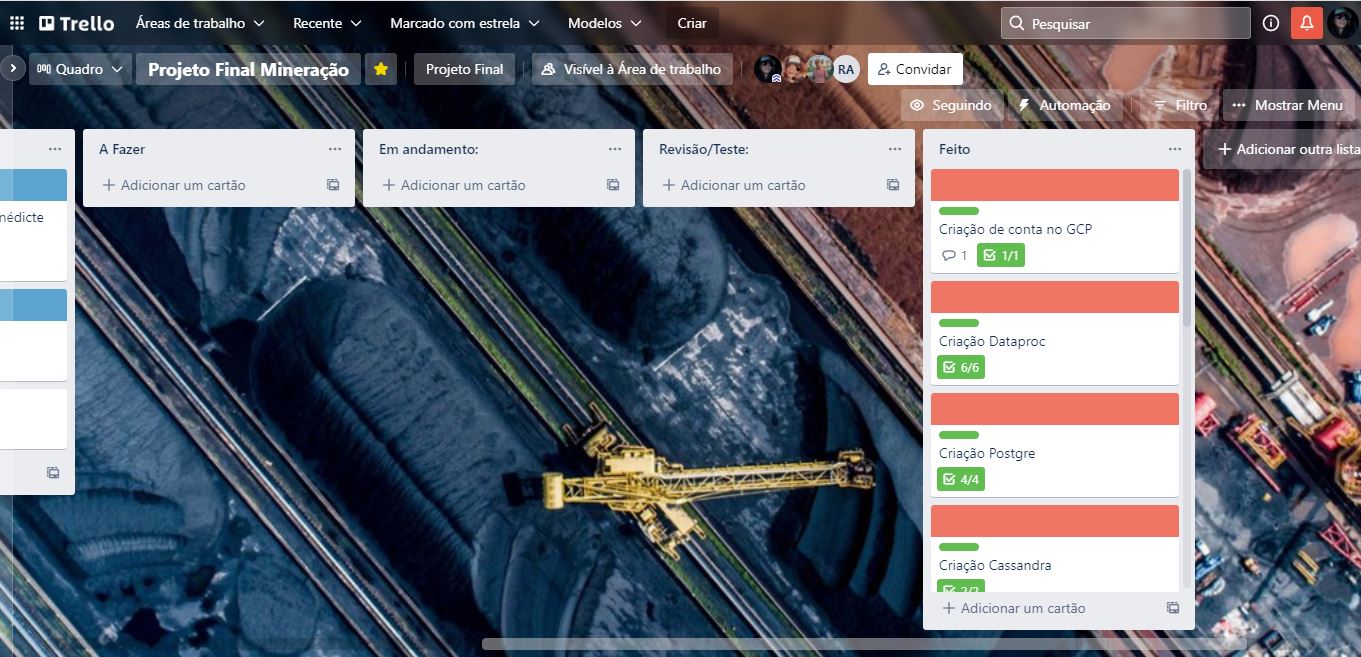 Trello Áreas de trabalho Recente Marcado com estrela Modelos Criar Pesquisar
Quadro Projeto Final Mineração Projeto Final Visível à Área de trabalho RA Convidar
Seguindo Automação Filtro Mostrar Menu
nédicte
A Fazer
Adicionar um cartão
Em andamento:
Adicionar um cartão
Revisão/Teste:
Adicionar um cartão
Feito
Criação de conta no GCP
1 1/1
Criação Dataproc
6/6
Criação Postgre
4/4
Criação Cassandra
Adicionar um cartão
Adicionar outra lista